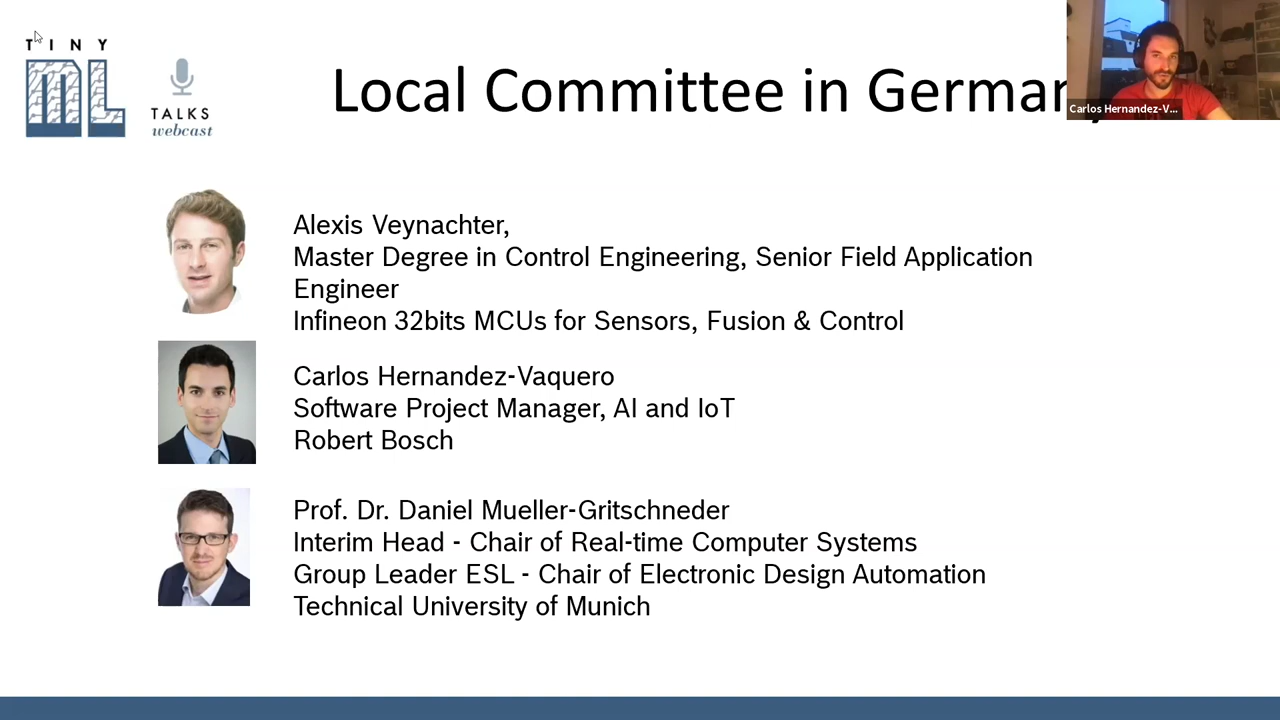 TINY
ML
TALKS
webcast
Local Committee in Germany
Carlos Hernandez-V...
Alexis Veynachter,
Master Degree in Control Engineering, Senior Field Application
Engineer
Infineon 32bits MCUs for Sensors, Fusion & Control
Carlos Hernandez-Vaquero
Software Project Manager, AI and IoT
Robert Bosch
Prof. Dr. Daniel Mueller-Gritschneder
Interim Head - Chair of Real-time Computer Systems
Group Leader ESL - Chair of Electronic Design Automation
Technical University of Munich